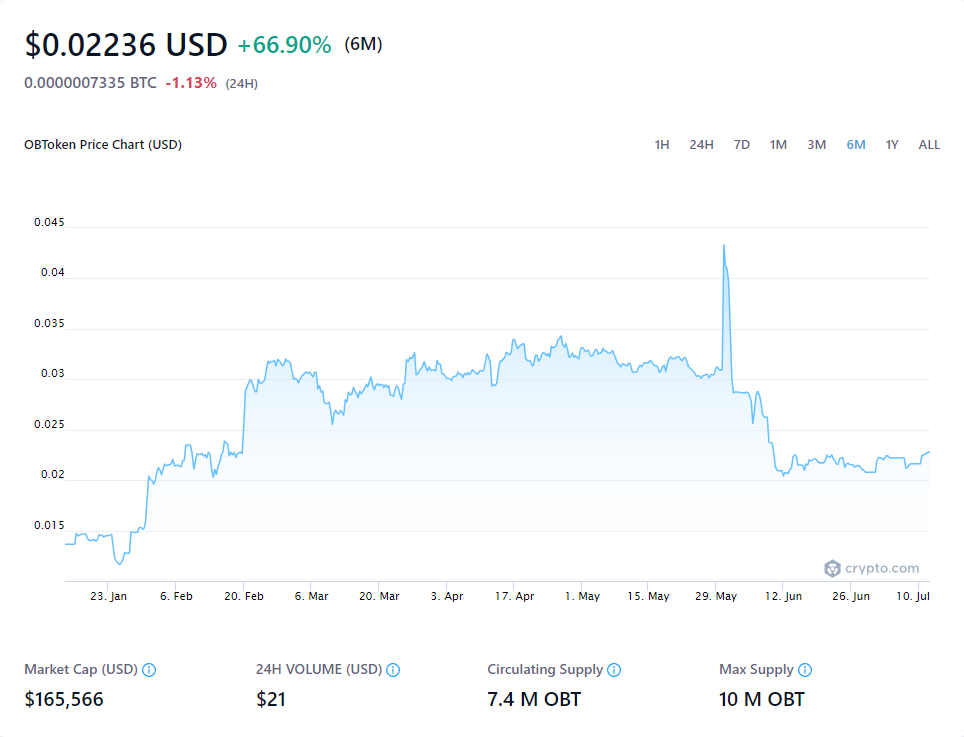 $0.02236 USD +66.90% (6M)
0.0000007335 BTC -1.13% (24H)
OBToken Price Chart (USD) 1H 24H 7D 1M 3M 6M 1Y ALL
0.045
0.04
0.035
0.03
0.025
0.02
0.015
crypto.com
23. Jan 6. Feb 20. Feb 6. Mar 20. Mar 3. Apr 17. Apr 1. May 15. May 29. May 12. Jun 26. Jun 10. Jul
Market Cap (USD) 24H VOLUME (USD) Circulating Supply Max Supply
$165,566 $21 7.4 M OBT 10 M OBT